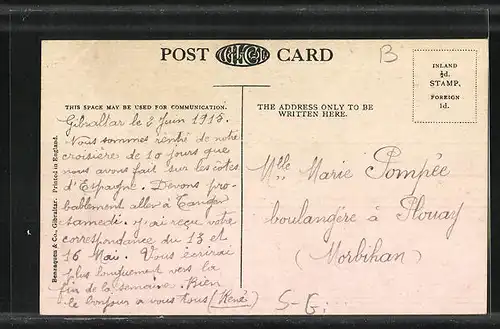 POST CARD
B
INLAND
½d.
STAMP.
FOREIGN
1d.
THIS SPACE MAY BE USED FOR COMMUNICATION.
THE ADDRESS ONLY TO BE
WRITTEN HERE.
Gibraltar le 2 Juin 1915.
Nous sommes rentré de notre
croisière de 10 jours que
nous avons fait sur les côtes
d'Espagne. Devons pro-
bablement aller à Tanger
samedi. J'ai reçu votre
correspondance du 13 et
16 Mai. Vous écrirai
plus longuement vers la
fin de la semaine. Rien
le bonjour a vous tous (René)
Mlle Marie Pompée
boulangère à Plouay
(Morbihan)
S-G.
Benzaquen & Co. Gibraltar. Printed in England.